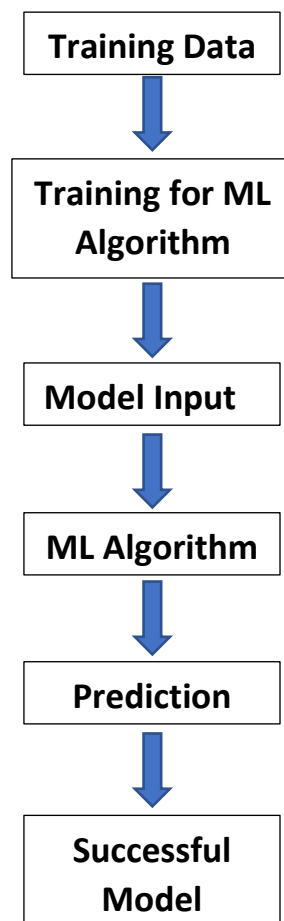 Training Data
Training for ML
Algorithm
Model Input
ML Algorithm
Prediction
Successful
Model